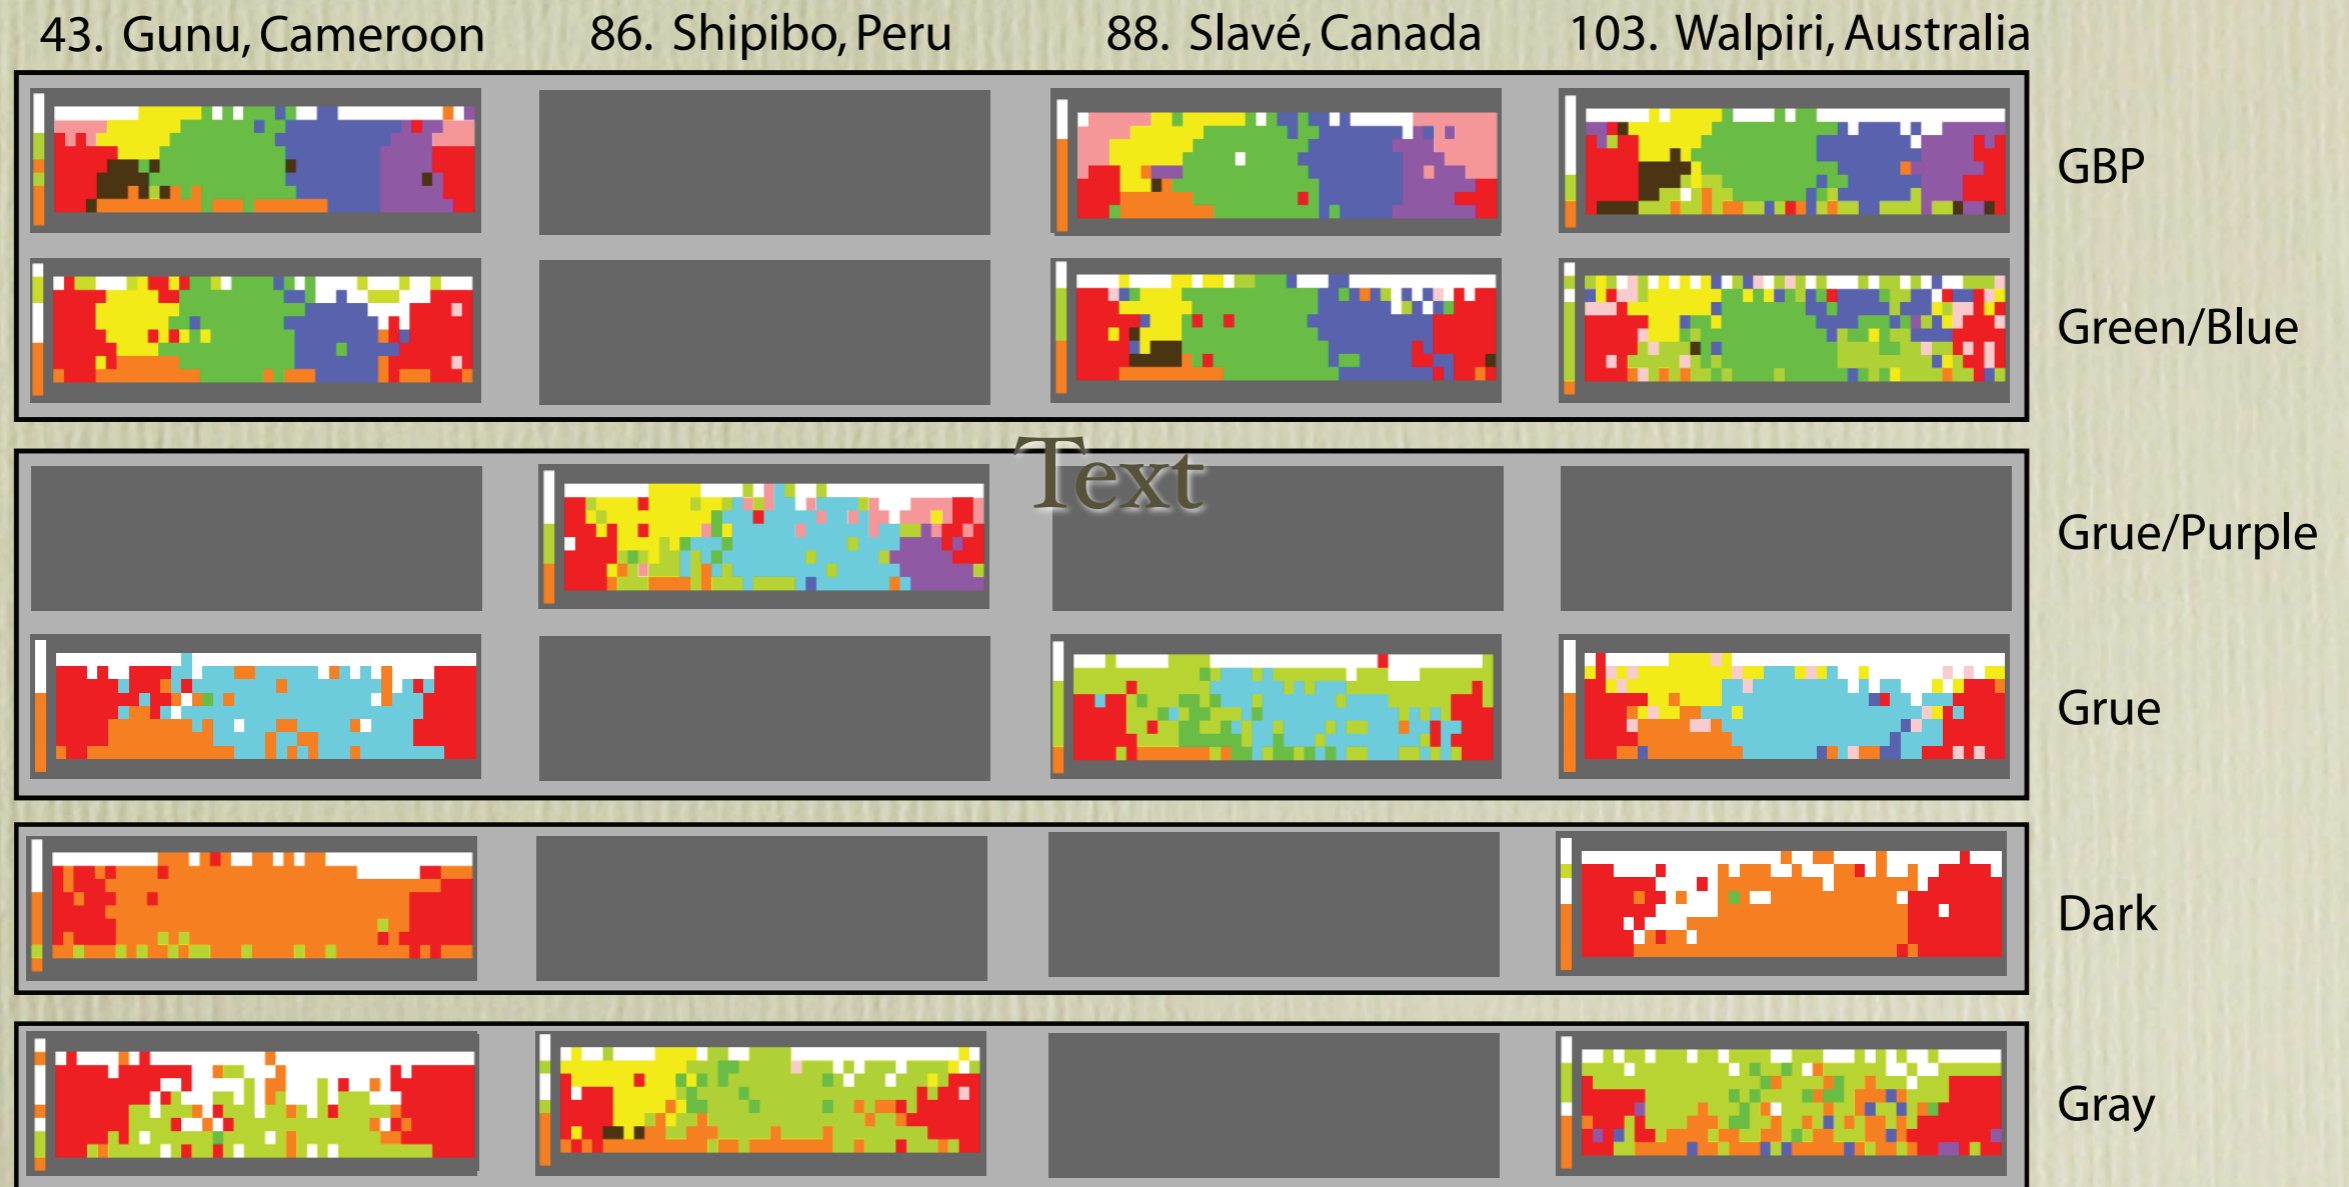 43. Gunu, Cameroon
86. Shipibo, Peru
88. Slavé, Canada
103. Walpiri, Australia
GBP
Green/Blue
Text
Grue/Purple
Grue
Dark
Gray